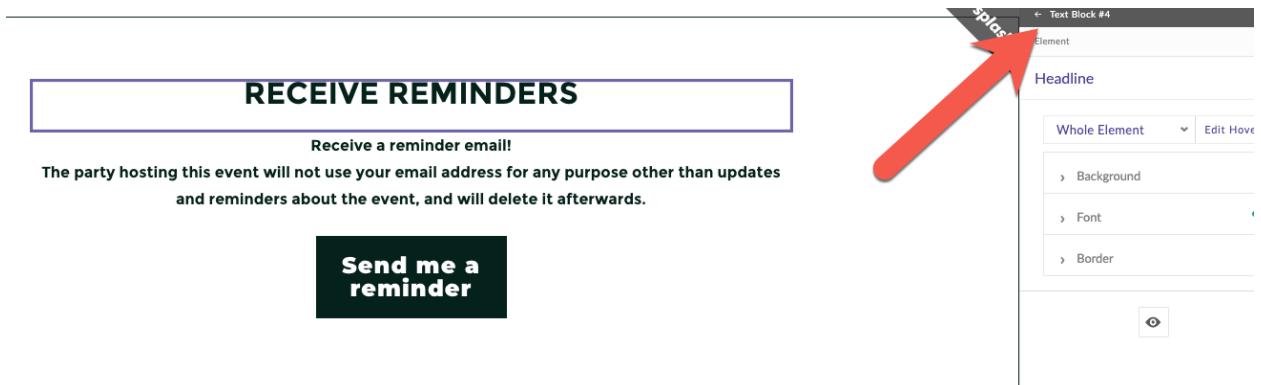 ← Text Block #4
Element
RECEIVE REMINDERS
Receive a reminder email!
The party hosting this event will not use your email address for any purpose other than updates
and reminders about the event, and will delete it afterwards.
Send me a
reminder
Headline
Whole Element
Background
Font
Border